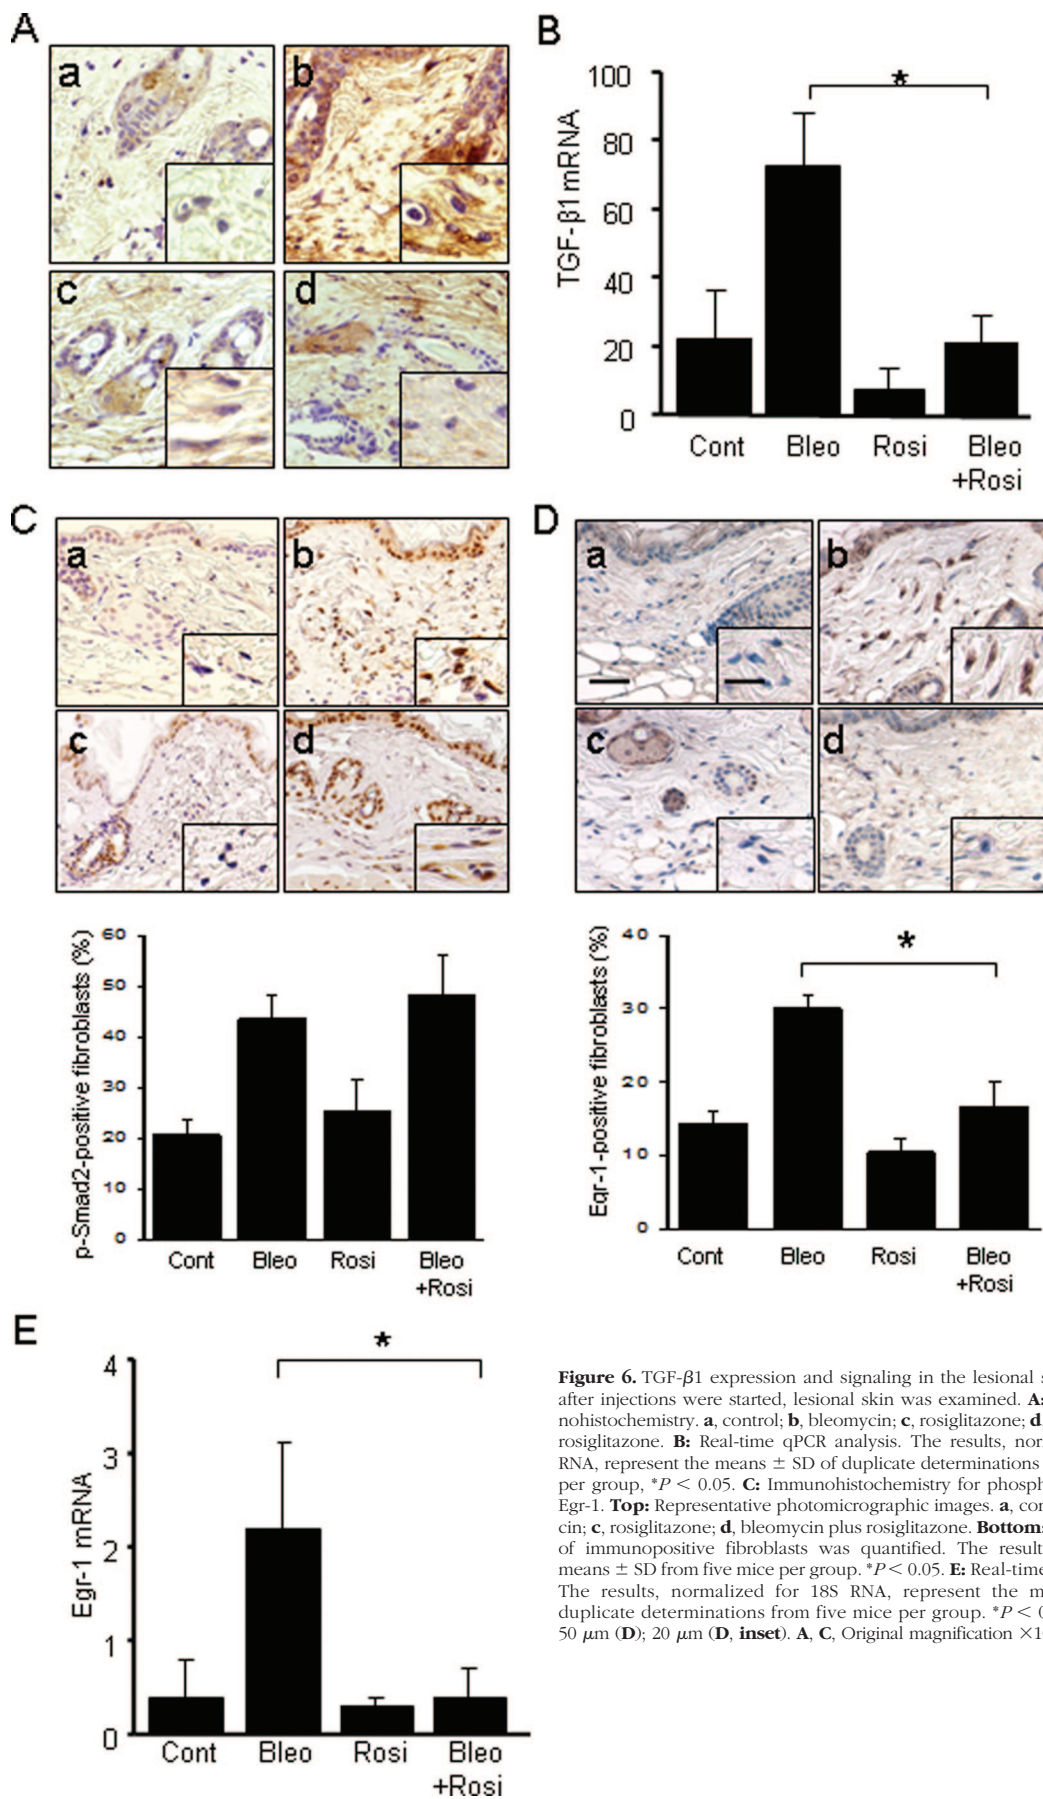 A
a
b
c
d
B
TGF-β1 mRNA
100
80
60
40
20
0
*
Cont Bleo Rosi Bleo
+Rosi
C
a
b
c
d
p-Smad2-positive fibroblasts (%)
60
50
40
30
20
10
0
Cont Bleo Rosi Bleo
+Rosi
D
a
b
c
d
Egr-1-positive fibroblasts (%)
40
30
20
10
0
*
Cont Bleo Rosi Bleo
+Rosi
E
Egr-1 mRNA
4
3
2
1
0
*
Cont Bleo Rosi Bleo
+Rosi
Figure 6. TGF-β1 expression and signaling in the lesional s
after injections were started, lesional skin was examined. A:
nohistochemistry. a, control; b, bleomycin; c, rosiglitazone; d,
rosiglitazone. B: Real-time qPCR analysis. The results, nor
RNA, represent the means ± SD of duplicate determinations
per group, *P < 0.05. C: Immunohistochemistry for phosph
Egr-1. Top: Representative photomicrographic images. a, con
cin; c, rosiglitazone; d, bleomycin plus rosiglitazone. Bottom:
of immunopositive fibroblasts was quantified. The result
means ± SD from five mice per group. *P < 0.05. E: Real-time
The results, normalized for 18S RNA, represent the m
duplicate determinations from five mice per group. *P < 0
50 μm (D); 20 μm (D, inset). A, C, Original magnification ×1